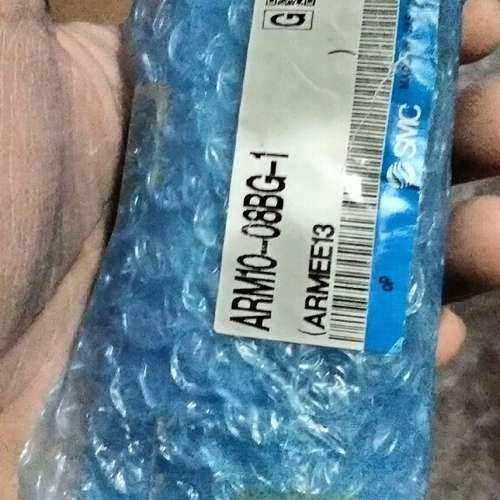 G
ARM10-08BG-1
(ARMEE13
)
SMC